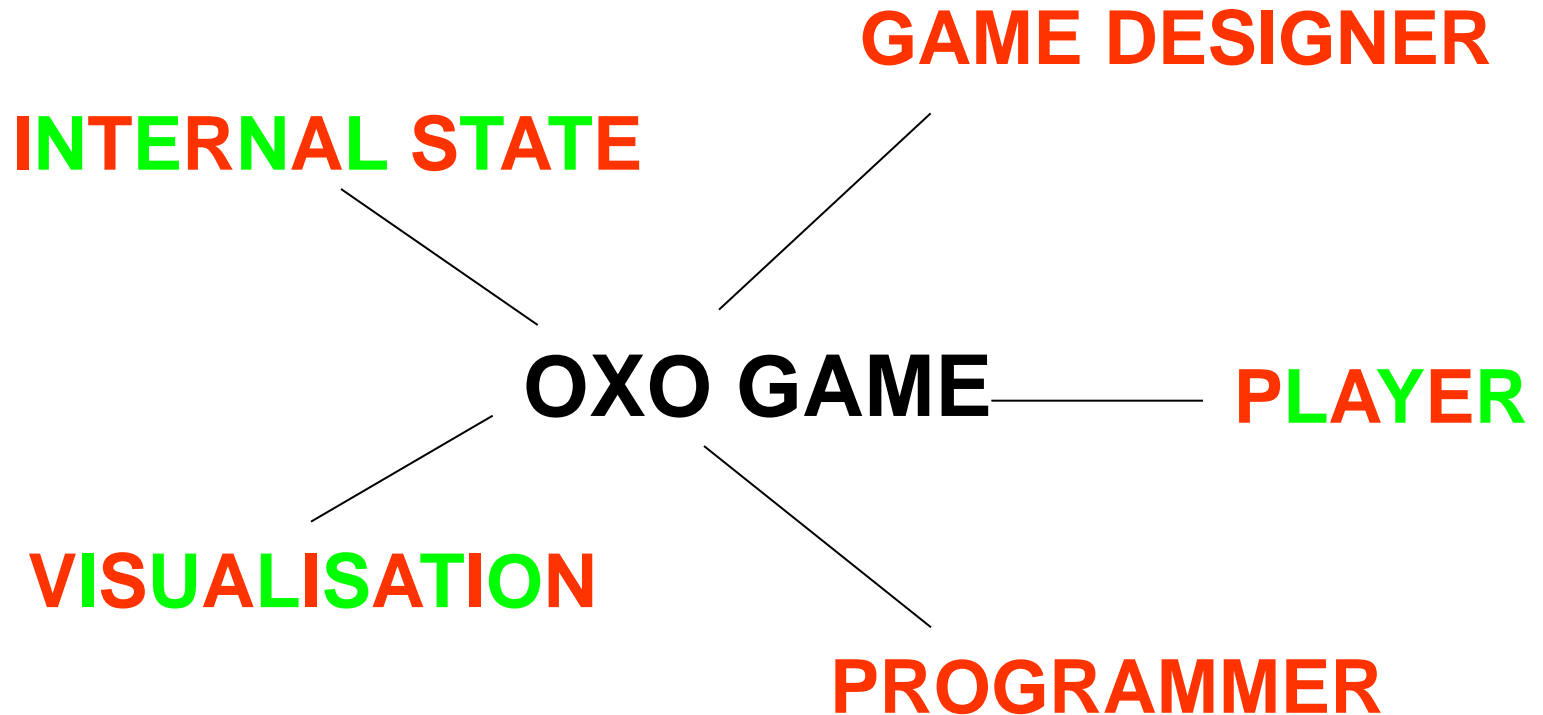 GAME DESIGNER
INTERNAL STATE
OXO GAME
PLAYER
VISUALISATION
PROGRAMMER